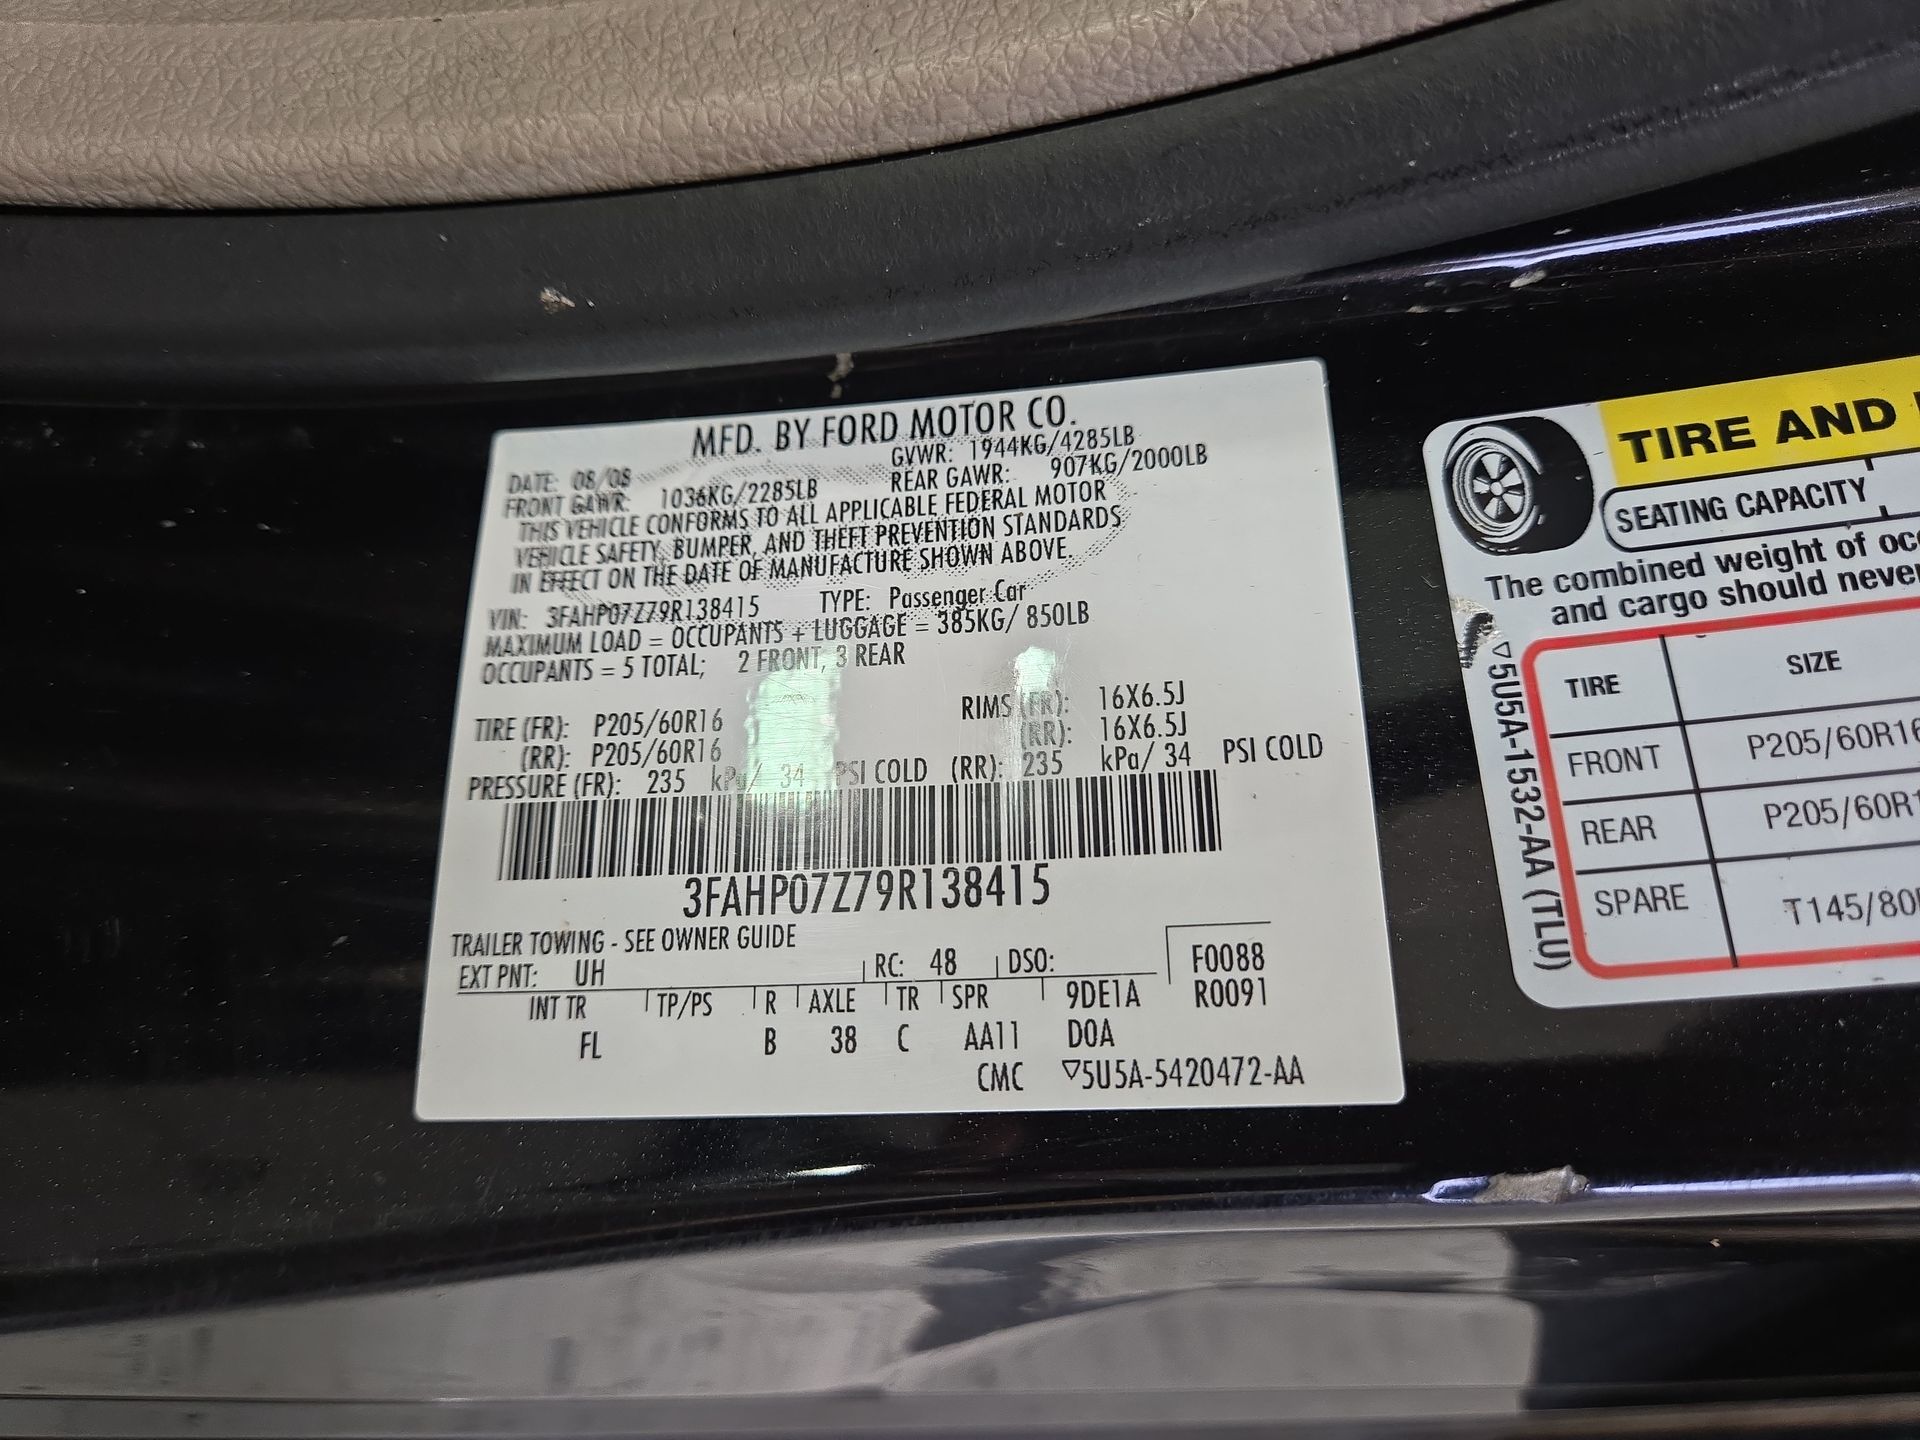 MFD. BY FORD MOTOR CO.
DATE: 08/08 GVWR: 1944KG/4285LB
FRONT GAWR: 1036KG/2285LB REAR GAWR: 907KG/2000LB
THIS VEHICLE CONFORMS TO ALL APPLICABLE FEDERAL MOTOR
VEHICLE SAFETY, BUMPER, AND THEFT PREVENTION STANDARDS
IN EFFECT ON THE DATE OF MANUFACTURE SHOWN ABOVE.
VIN: 3FAHP07Z79R138415 TYPE: Passenger Car
MAXIMUM LOAD = OCCUPANTS + LUGGAGE = 385KG/ 850LB
OCCUPANTS = 5 TOTAL; 2 FRONT, 3 REAR
TIRE (FR): P205/60R16 RIMS (FR): 16X6.5J
(RR): P205/60R16 (RR): 16X6.5J
PRESSURE (FR): 235 kPa/ 34 PSI COLD (RR): 235 kPa/ 34 PSI COLD
3FAHP07Z79R138415
TRAILER TOWING - SEE OWNER GUIDE
EXT PNT: UH RC: 48 DSO: F0088
INT TR TP/PS R AXLE TR SPR 9DE1A R0091
FL B 38 C AA11 D0A
CMC ▽5U5A-5420472-AA
TIRE AND
SEATING CAPACITY
The combined weight of
and cargo should never
TIRE SIZE
FRONT P205/60R16
REAR P205/60R1
SPARE T145/80
▽5U5A-1532-AA (TLU)